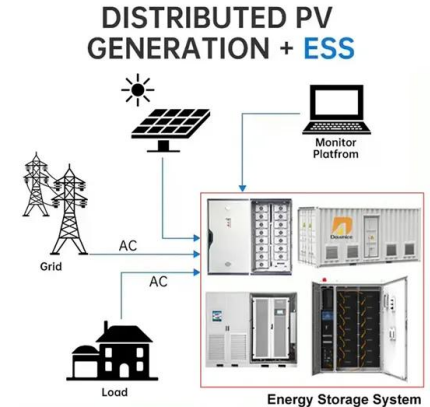 DISTRIBUTED PV
GENERATION + ESS
Monitor
Platfrom
AC
Grid
AC
Load
Energy Storage System